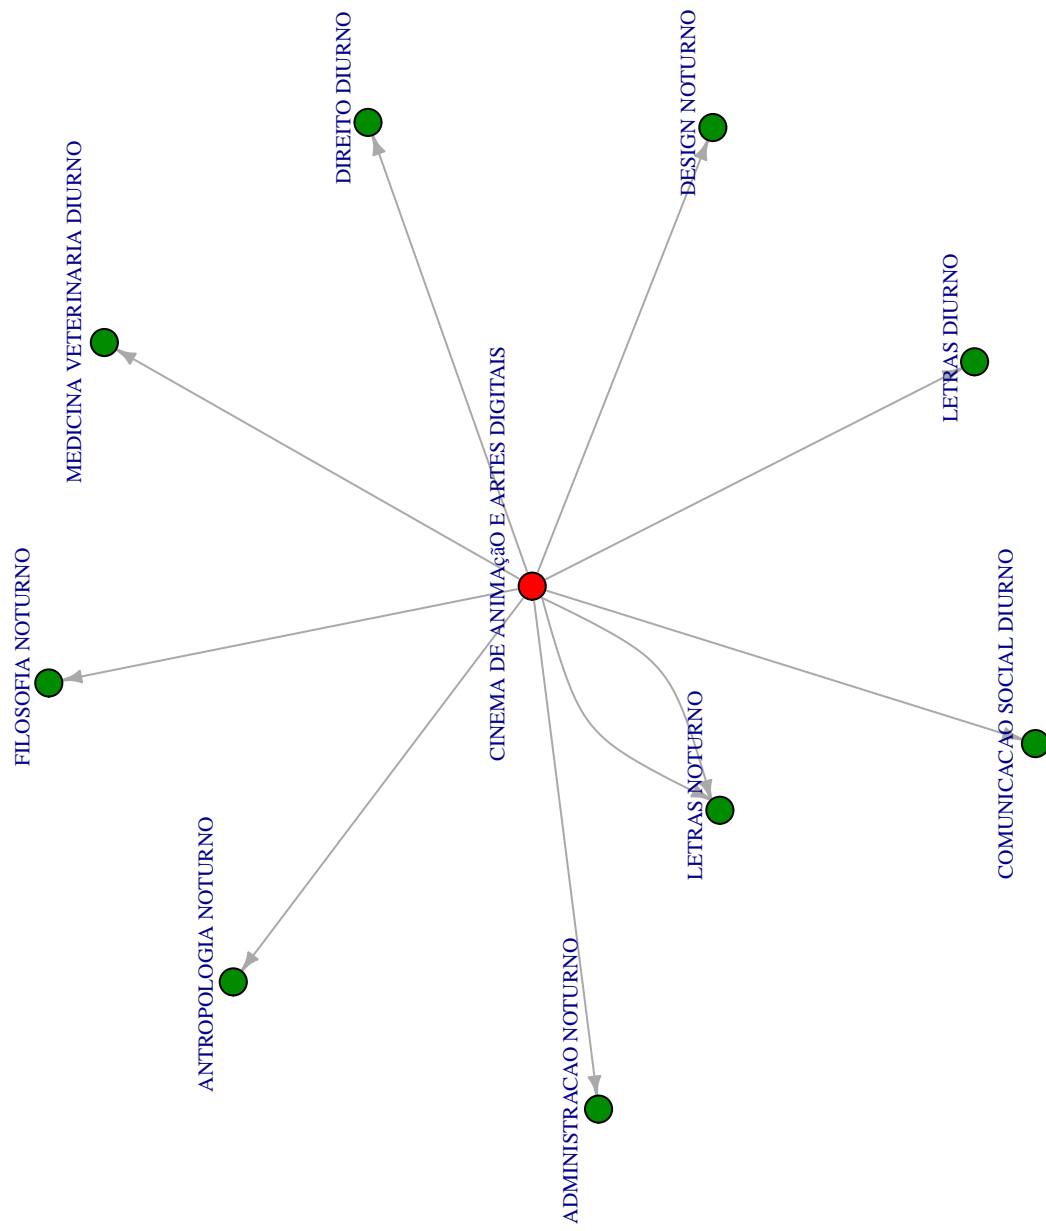 DIREITO DIURNO
DESIGN NOTURNO
MEDICINA VETERINARIA DIURNO
LETRAS DIURNO
CINEMA DE ANIMAçãO E ARTES DIGITAIS
FILOSOFIA NOTURNO
COMUNICACAO SOCIAL DIURNO
LETRAS NOTURNO
ANTROPOLOGIA NOTURNO
ADMINISTRACAO NOTURNO